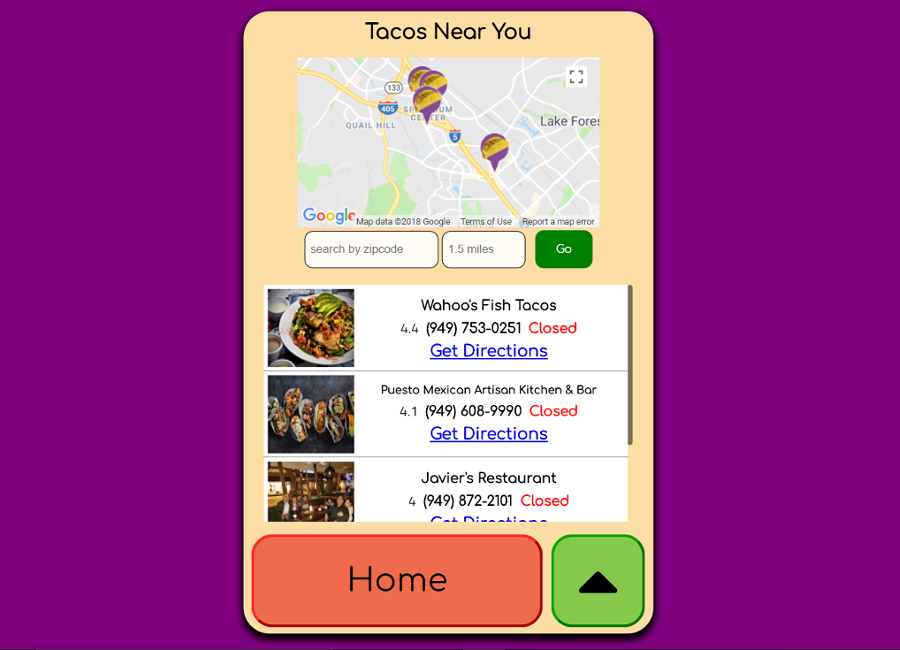 Tacos Near You
133
405
SPECTRUM
CENTER
QUAIL HILL
5
Lake Fores
Google
Map data ©2018 Google Terms of Use Report a map error
search by zipcode 1.5 miles Go
Wahoo's Fish Tacos
4.4 (949) 753-0251 Closed
Get Directions
Puesto Mexican Artisan Kitchen & Bar
4.1 (949) 608-9990 Closed
Get Directions
Javier's Restaurant
4 (949) 872-2101 Closed
Get Directions
Home